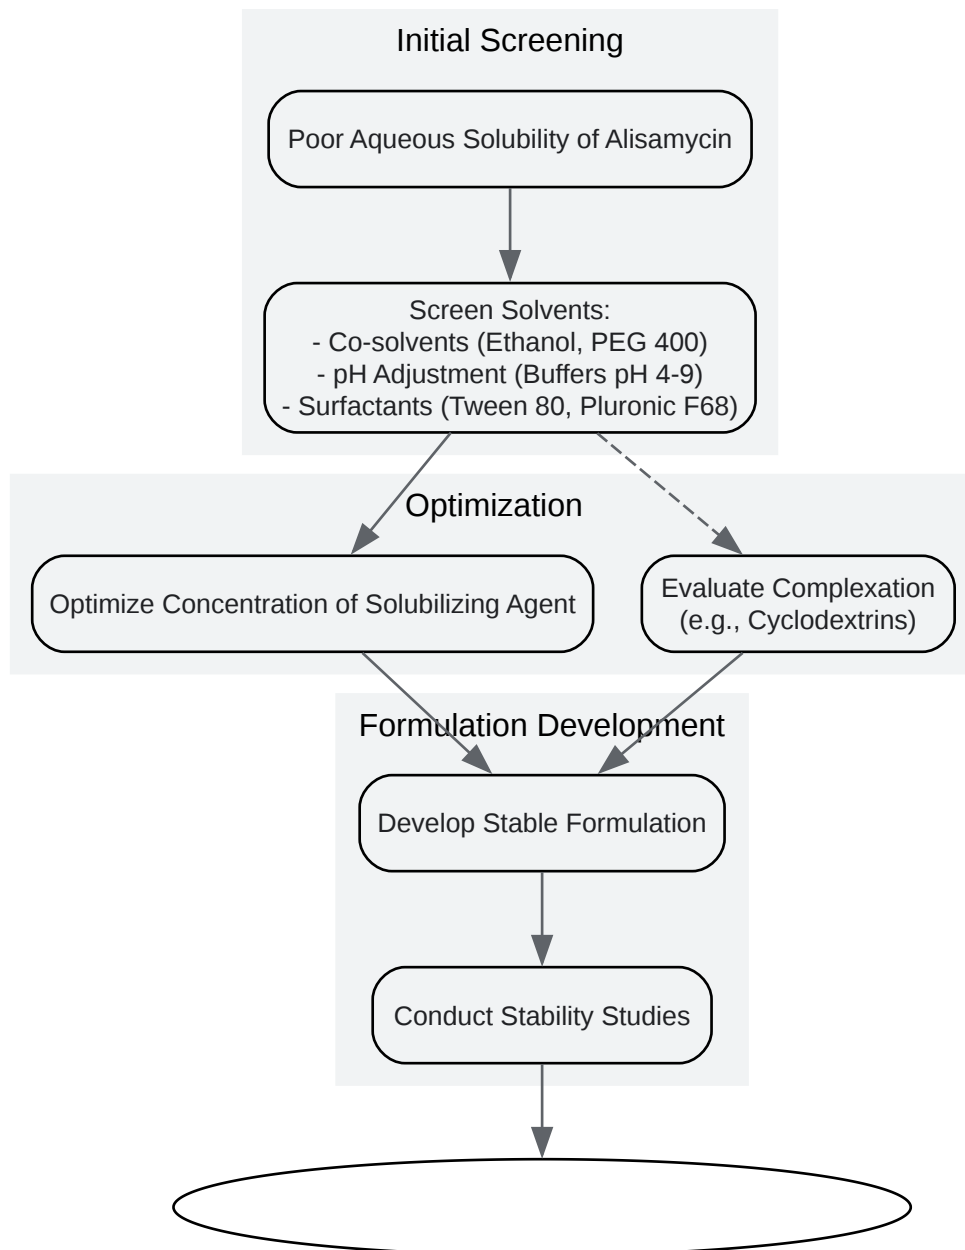 Initial Screening
Poor Aqueous Solubility of Alisamycin
Screen Solvents:
- Co-solvents (Ethanol, PEG 400)
- pH Adjustment (Buffers pH 4-9)
- Surfactants (Tween 80, Pluronic F68)
Optimization
Optimize Concentration of Solubilizing Agent
Evaluate Complexation
(e.g., Cyclodextrins)
Formulation Development
Develop Stable Formulation
Conduct Stability Studies